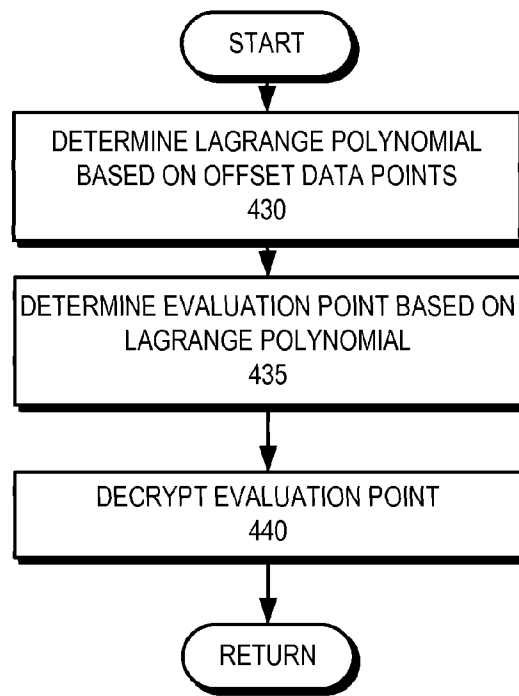 START
DETERMINE LAGRANGE POLYNOMIAL
BASED ON OFFSET DATA POINTS
430
DETERMINE EVALUATION POINT BASED ON
LAGRANGE POLYNOMIAL
435
DECRYPT EVALUATION POINT
440
RETURN